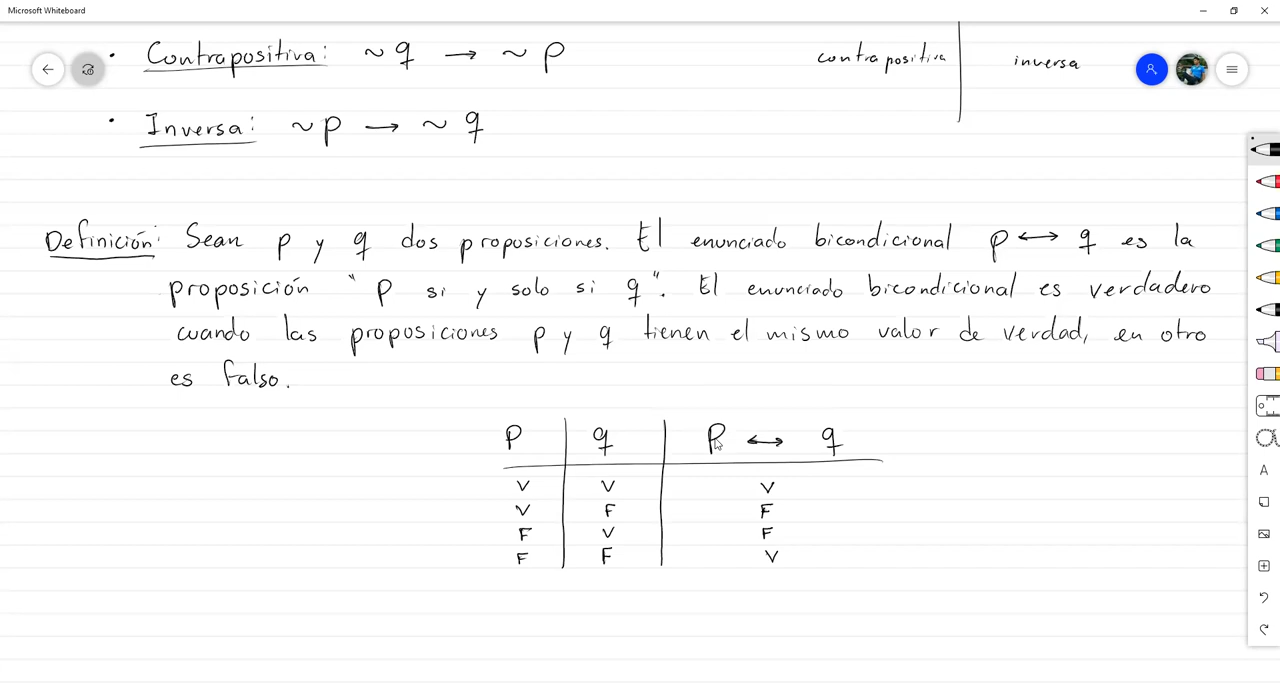 Microsoft Whiteboard
• Contrapositiva: ~q → ~p
contrapositiva | inversa
• Inversa: ~p → ~q
Definición: Sean p y q dos proposiciones. El enunciado bicondicional p ↔ q es la
proposición "p si y solo si q". El enunciado bicondicional es verdadero
cuando las proposiciones p y q tienen el mismo valor de verdad, en otro
es falso.
p | q | p ↔ q
V | V | V
V | F | F
F | V | F
F | F | V